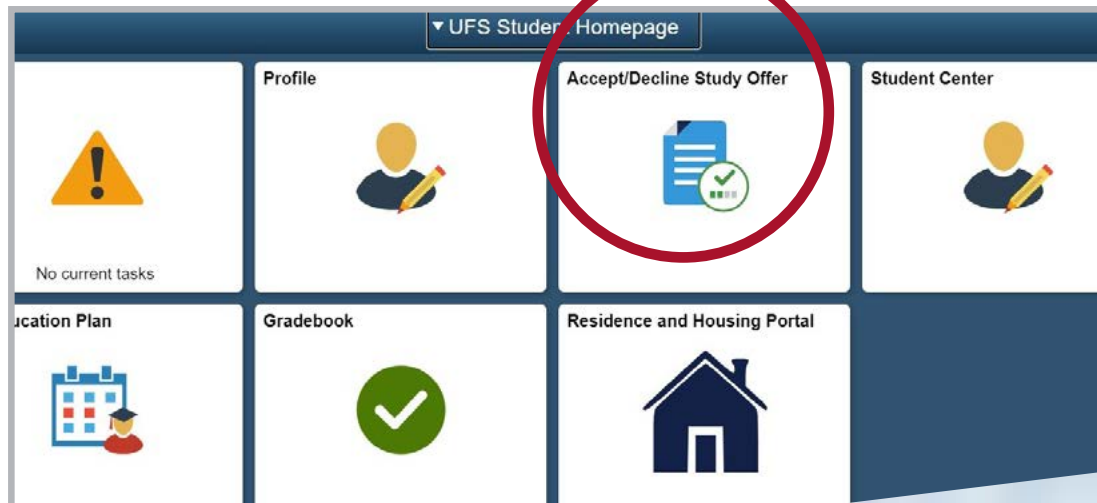 UFS Student Homepage
Profile
Accept/Decline Study Offer
Student Center
No current tasks
Gradebook
Residence and Housing Portal
Plan